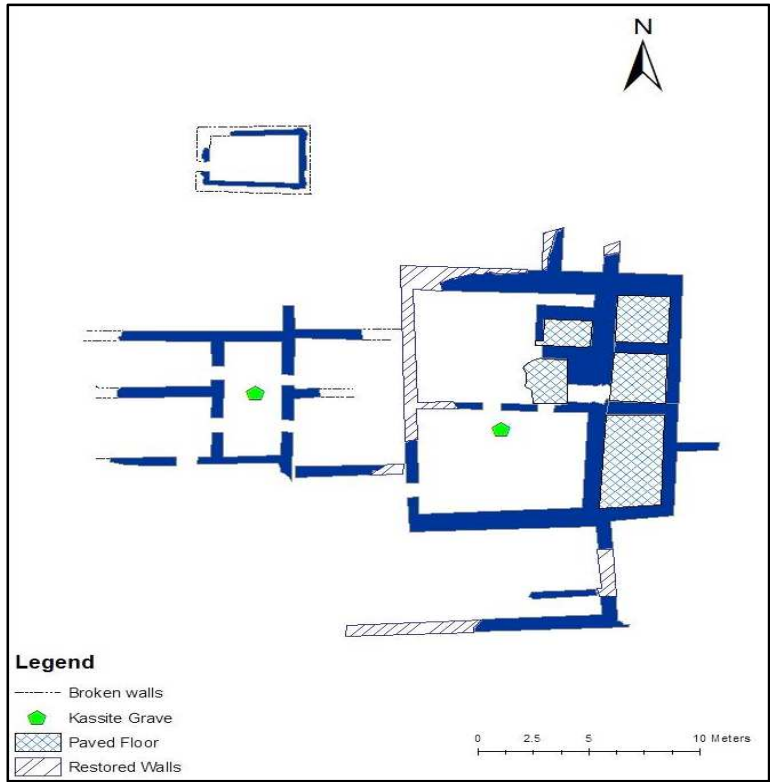 N
Legend
Broken walls
Kassite Grave
Paved Floor
Restored Walls
0 2.5 5 10 Meters